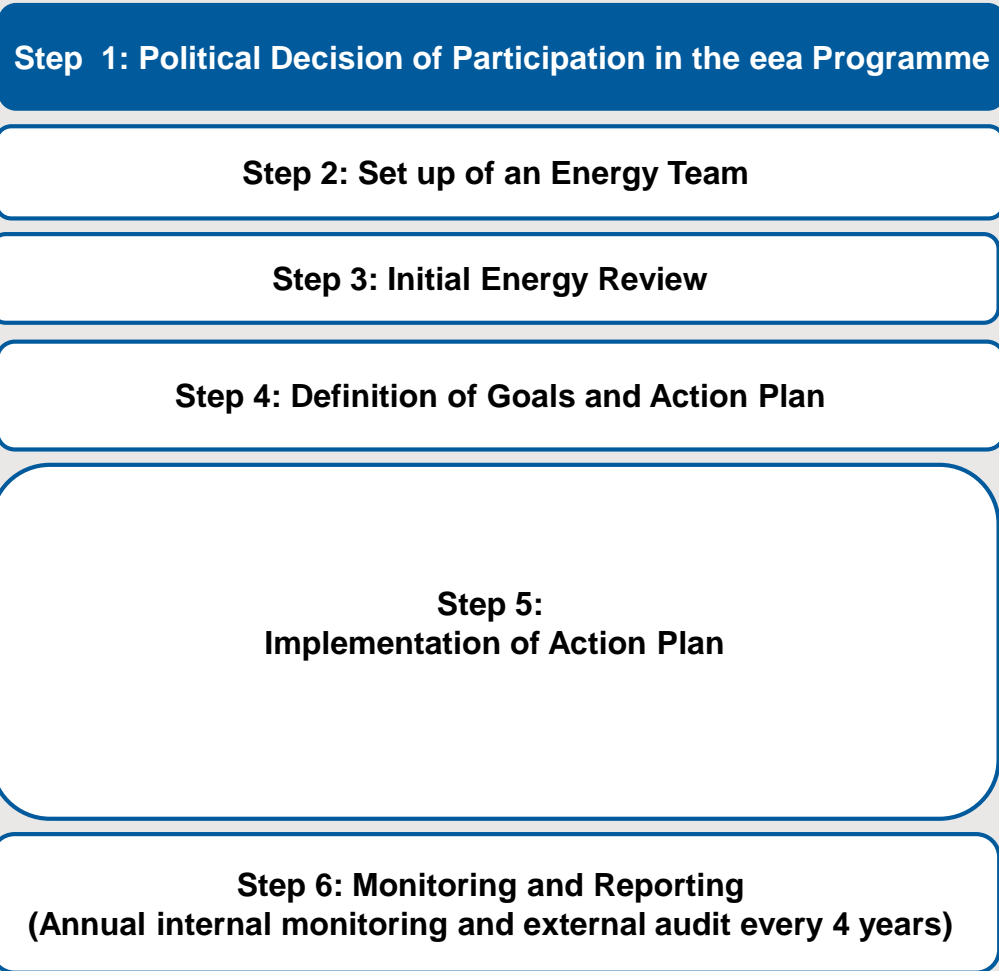 Step 1: Political Decision of Participation in the eea Programme
Step 2: Set up of an Energy Team
Step 3: Initial Energy Review
Step 4: Definition of Goals and Action Plan
Step 5:
Implementation of Action Plan
Step 6: Monitoring and Reporting
(Annual internal monitoring and external audit every 4 years)